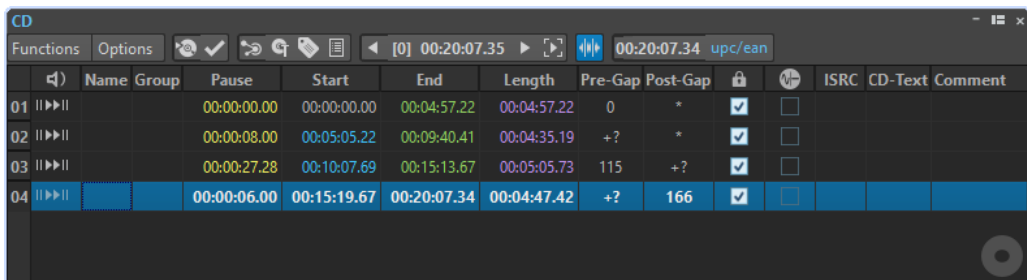 CD
Functions Options [0] 00:20:07.35 00:20:07.34 upc/ean
Name Group Pause Start End Length Pre-Gap Post-Gap ISRC CD-Text Comment
01 00:00:00.00 00:00:00.00 00:04:57.22 00:04:57.22 0 *
02 00:00:08.00 00:05:05.22 00:09:40.41 00:04:35.19 +? *
03 00:00:27.28 00:10:07.69 00:15:13.67 00:05:05.73 115 +?
04 00:00:06.00 00:15:19.67 00:20:07.34 00:04:47.42 +? 166